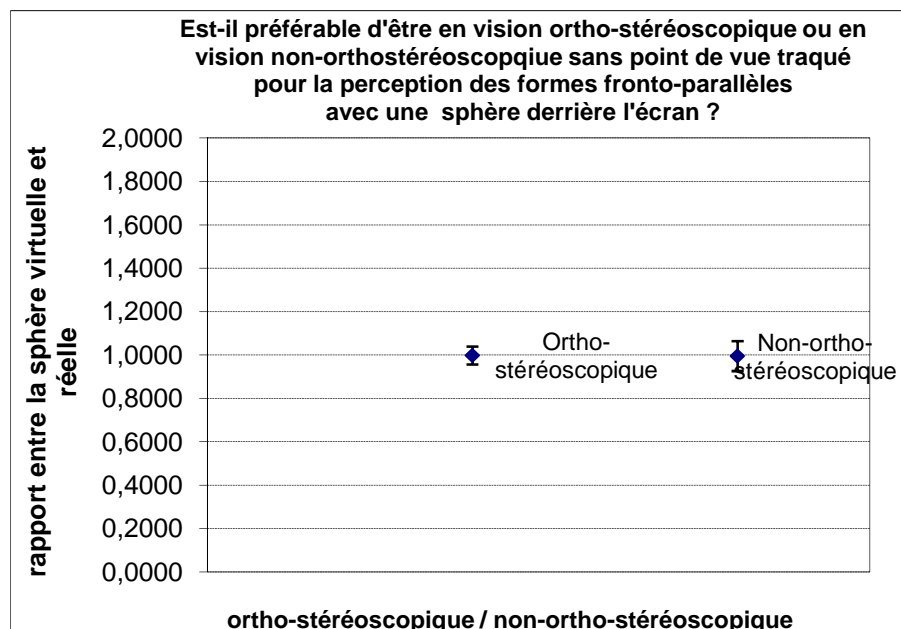 Est-il préférable d'être en vision ortho-stéréoscopique ou en
vision non-orthostéréoscopqiue sans point de vue traqué
pour la perception des formes fronto-parallèles
avec une sphère derrière l'écran ?
rapport entre la sphère virtuelle et
réelle
2,0000
1,8000
1,6000
1,4000
1,2000
1,0000
0,8000
0,6000
0,4000
0,2000
0,0000
Ortho-
stéréoscopique
Non-ortho-
stéréoscopique
ortho-stéréoscopique / non-ortho-stéréoscopique